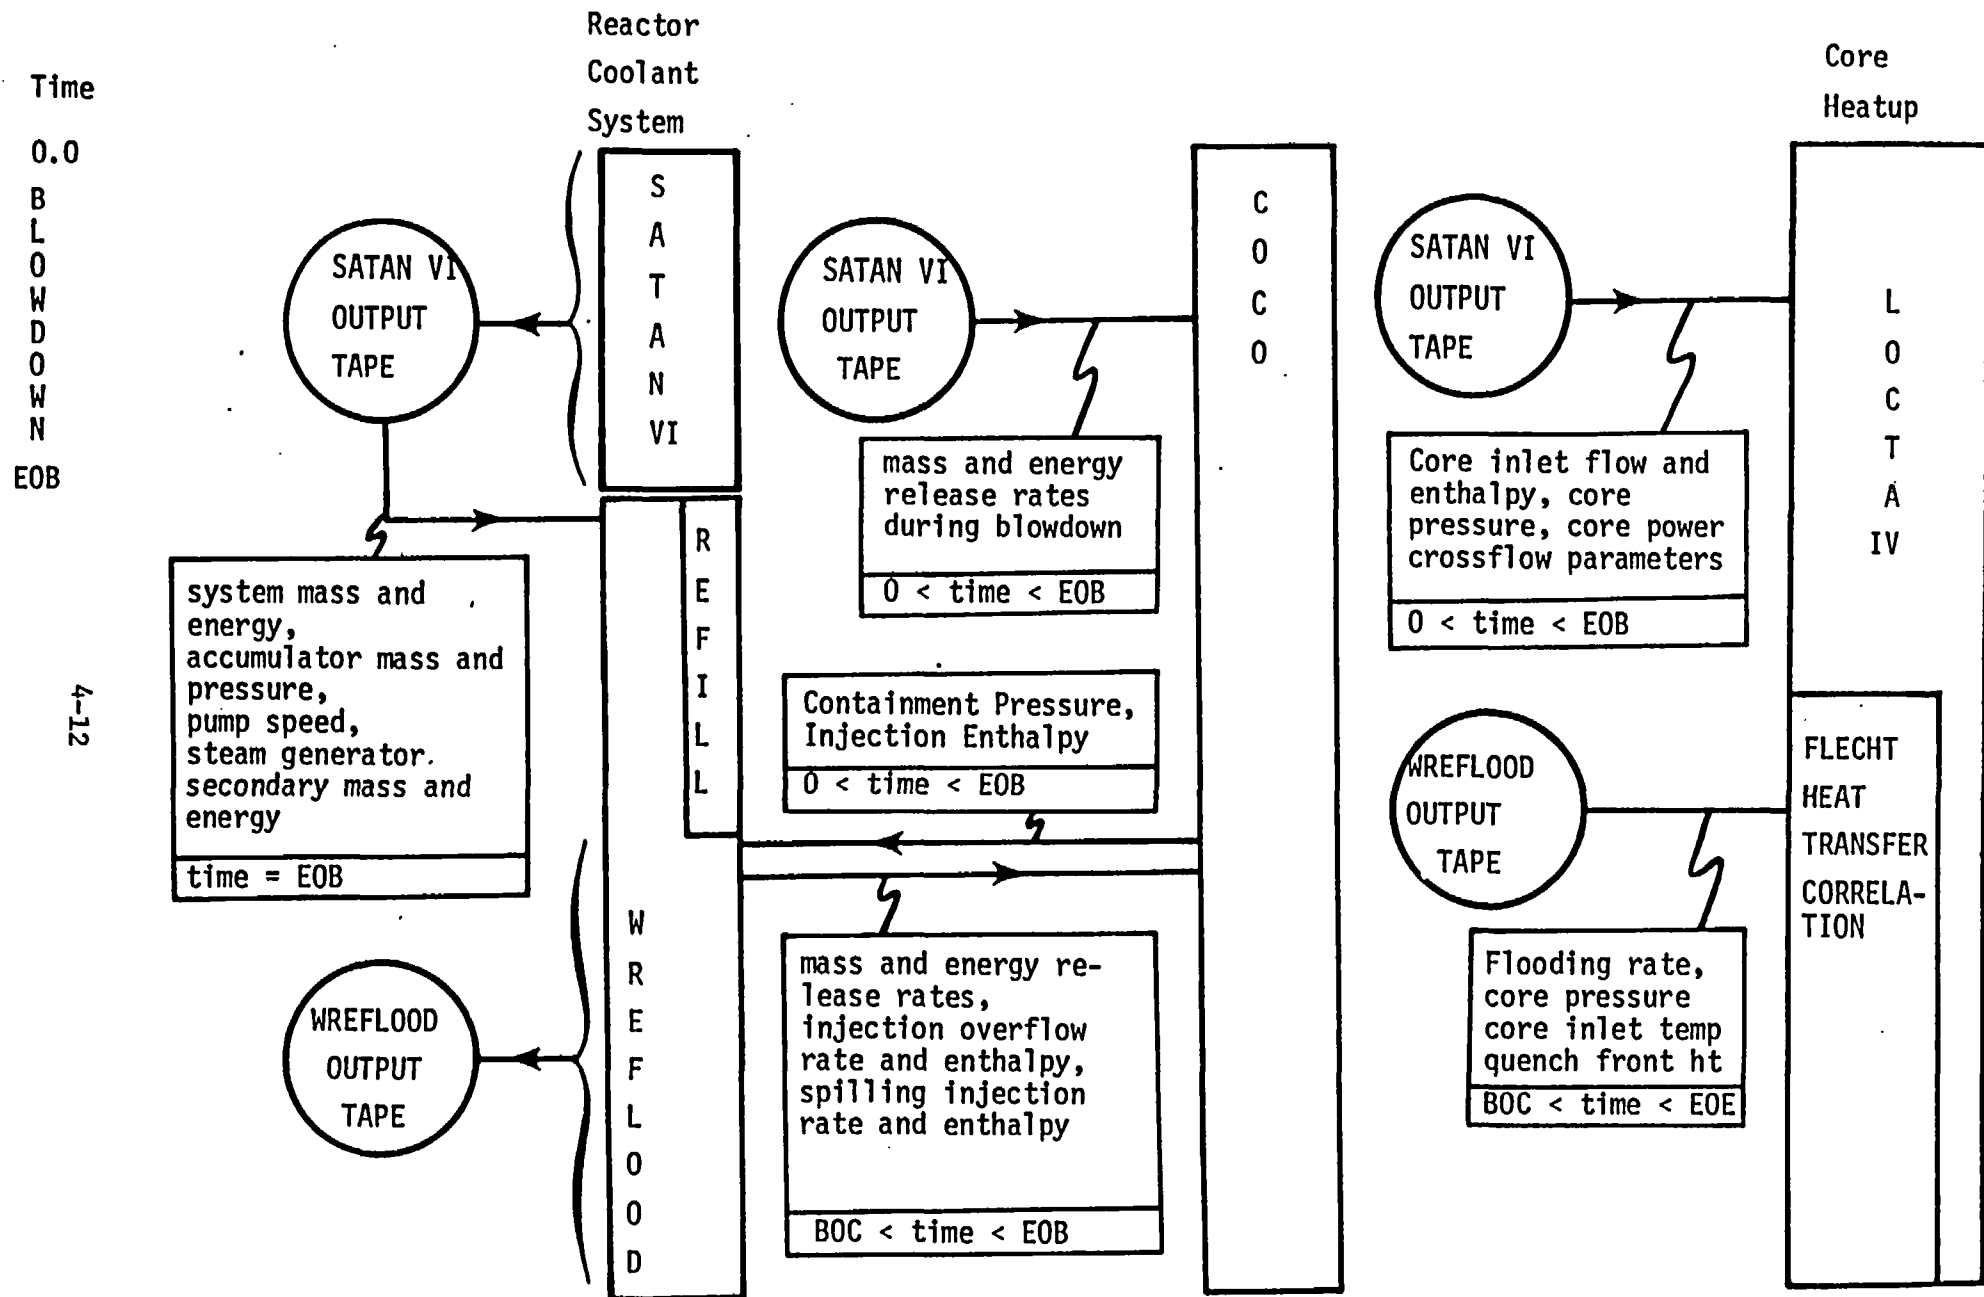 Time
0.0
BLOWDOWN
EOB
4-12
Reactor
Coolant
System
SATAN VI
OUTPUT
TAPE
SATAN VI
REFILL
WREFLOOD
system mass and
energy,
accumulator mass and
pressure,
pump speed,
steam generator.
secondary mass and
energy
time = EOB
WREFLOOD
OUTPUT
TAPE
SATAN VI
OUTPUT
TAPE
mass and energy
release rates
during blowdown
0 < time < EOB
Containment Pressure,
Injection Enthalpy
0 < time < EOB
mass and energy re-
lease rates,
injection overflow
rate and enthalpy,
spilling injection
rate and enthalpy
BOC < time < EOB
COCO
Core
Heatup
SATAN VI
OUTPUT
TAPE
Core inlet flow and
enthalpy, core
pressure, core power
crossflow parameters
0 < time < EOB
LOCTA IV
WREFLOOD
OUTPUT
TAPE
FLECHT
HEAT
TRANSFER
CORRELA-
TION
Flooding rate,
core pressure
core inlet temp
quench front ht
BOC < time < EOE